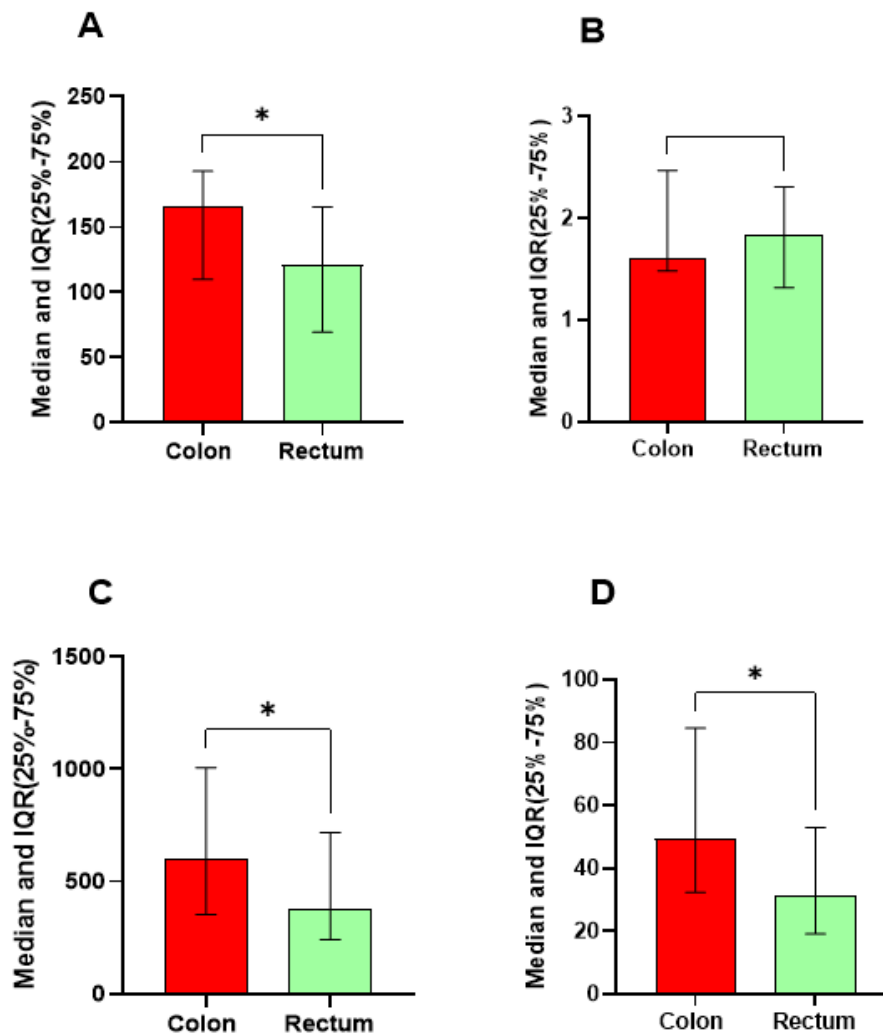 A
Median and IQR(25%-75%)
250
200
150
100
50
0
*
Colon Rectum
B
Median and IQR(25% -75% )
3
2
1
0
Colon Rectum
C
Median and IQR(25%-75%)
1500
1000
500
0
*
Colon Rectum
D
Median and IQR(25% -75% )
100
80
60
40
20
0
*
Colon Rectum